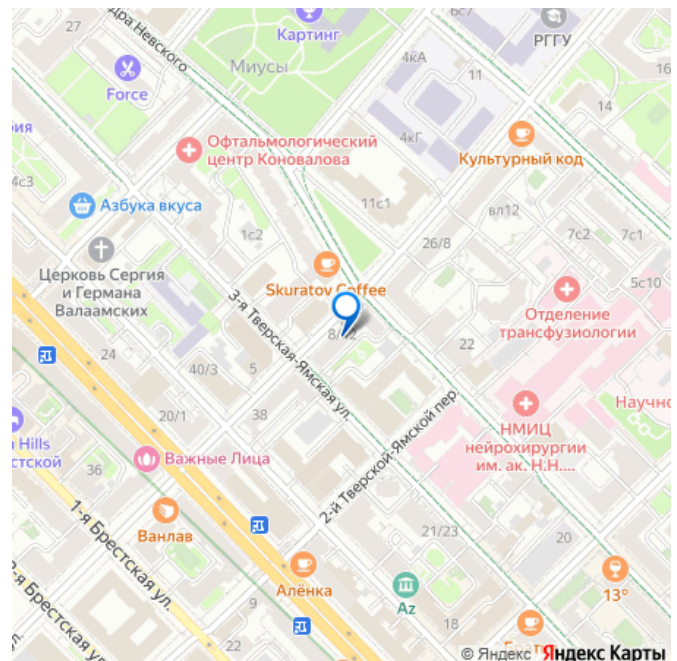 27
дра Невского
Картинг
6с7
РГГУ
Миусы
4кА
11
16
Force
14
Офтальмологический
центр Коновалова
4кГ
Культурный код
4с3
Азбука вкуса
11с1
вл12
1с2
26/8
7с2
7с1
Церковь Сергия
и Германа
Валаамских
Skuratov Coffee
5с10
Отделение
трансфузиологии
3-я Тверская-Ямская ул.
24
40/3
5
22
20/1
38
2-й Тверской-Ямской пер.
НМИЦ
нейрохирургии
им. ак. Н.Н....
Научно
Hills
стской
36
Важные Лица
1-я Брестская ул.
Ванлав
21/23
20
Алёнка
Az
13°
9
18
22
я Брестская
ул.
© Яндекс Яндекс Карты